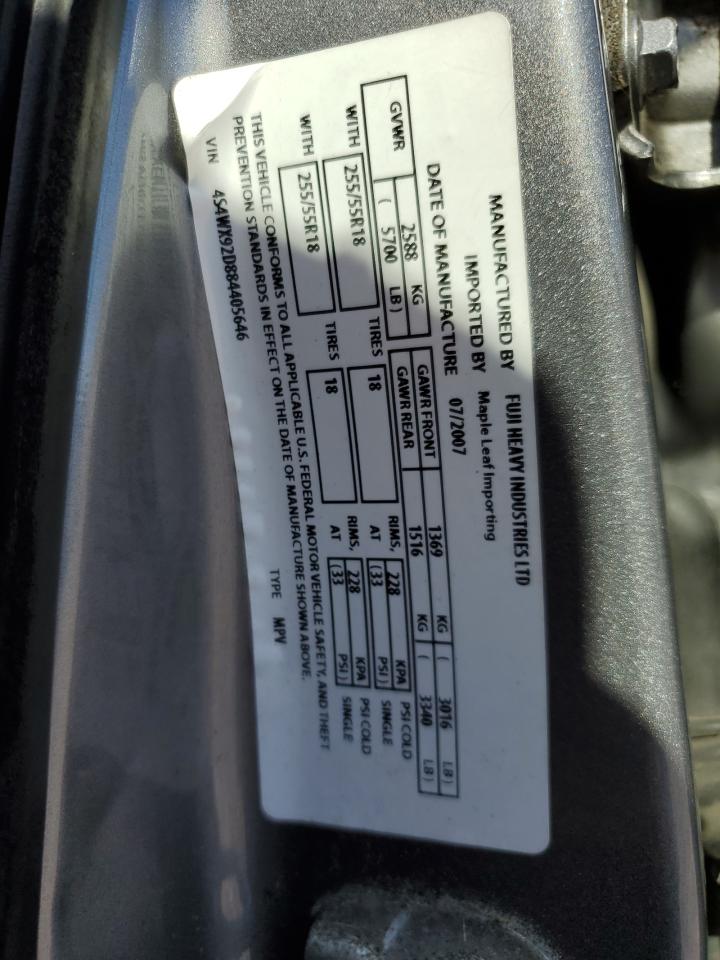 MANUFACTURED BY FUJI HEAVY INDUSTRIES LTD
IMPORTED BY Maple Leaf Importing
DATE OF MANUFACTURE 07/2007
GVWR 2588 KG ( 5700 LB )
GAWR FRONT 1369 KG ( 3016 LB )
GAWR REAR 1516 KG ( 3340 LB )
WITH 255/55R18 TIRES 18 RIMS, AT 228 KPA (33 PSI ) PSI COLD SINGLE
WITH 255/55R18 TIRES 18 RIMS, AT 228 KPA (33 PSI ) PSI COLD SINGLE
THIS VEHICLE CONFORMS TO ALL APPLICABLE U.S. FEDERAL MOTOR VEHICLE SAFETY, AND THEFT
PREVENTION STANDARDS IN EFFECT ON THE DATE OF MANUFACTURE SHOWN ABOVE.
VIN 4S4WX92D884405646 TYPE MPV